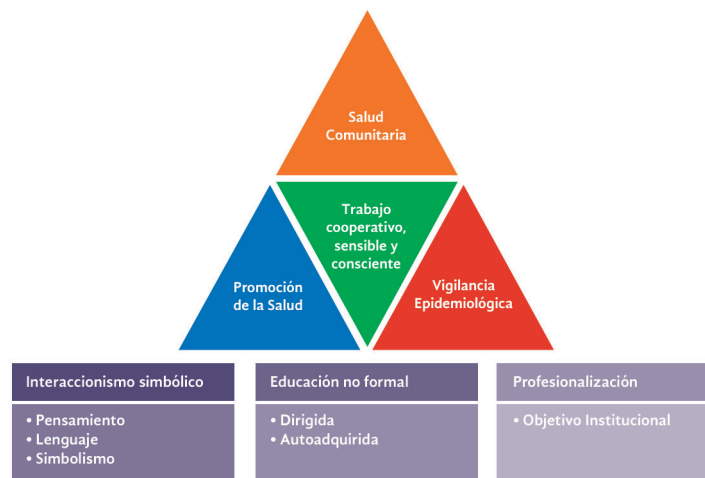 Salud
Comunitaria
Trabajo
cooperativo,
sensible y
consciente
Promoción
de la Salud
Vigilancia
Epidemiológica
Interaccionismo simbólico
• Pensamiento
• Lenguaje
• Simbolismo
Educación no formal
• Dirigida
• Autoadquirida
Profesionalización
• Objetivo Institucional